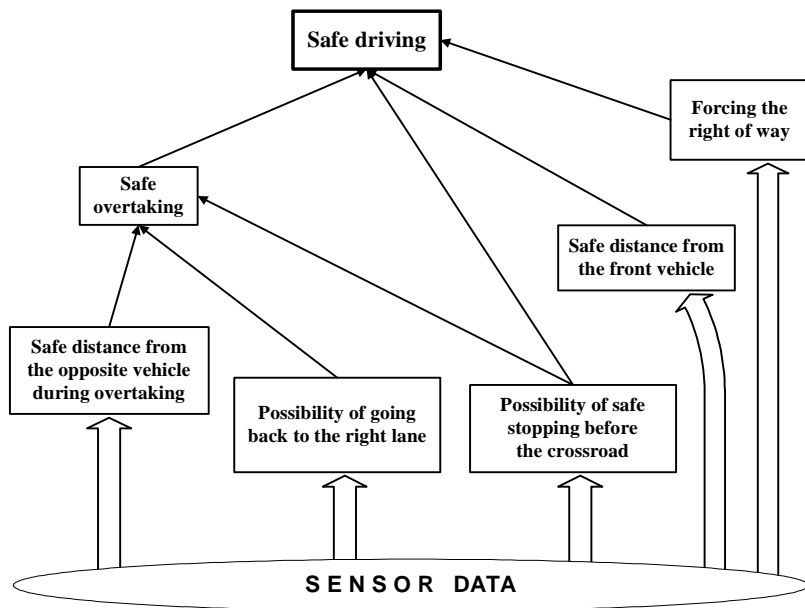 Safe driving
Forcing the
right of way
Safe
overtaking
Safe distance from
the front vehicle
Safe distance from
the opposite vehicle
during overtaking
Possibility of going
back to the right lane
Possibility of safe
stopping before
the crossroad
SENSOR DATA